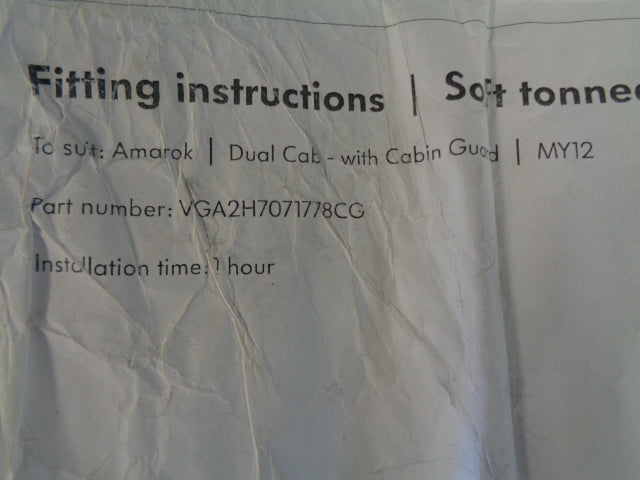 Fitting instructions | Soft tonnec
To suit: Amarok | Dual Cab - with Cabin Guard | MY12
Part number: VGA2H7071778CG
Installation time: 1 hour